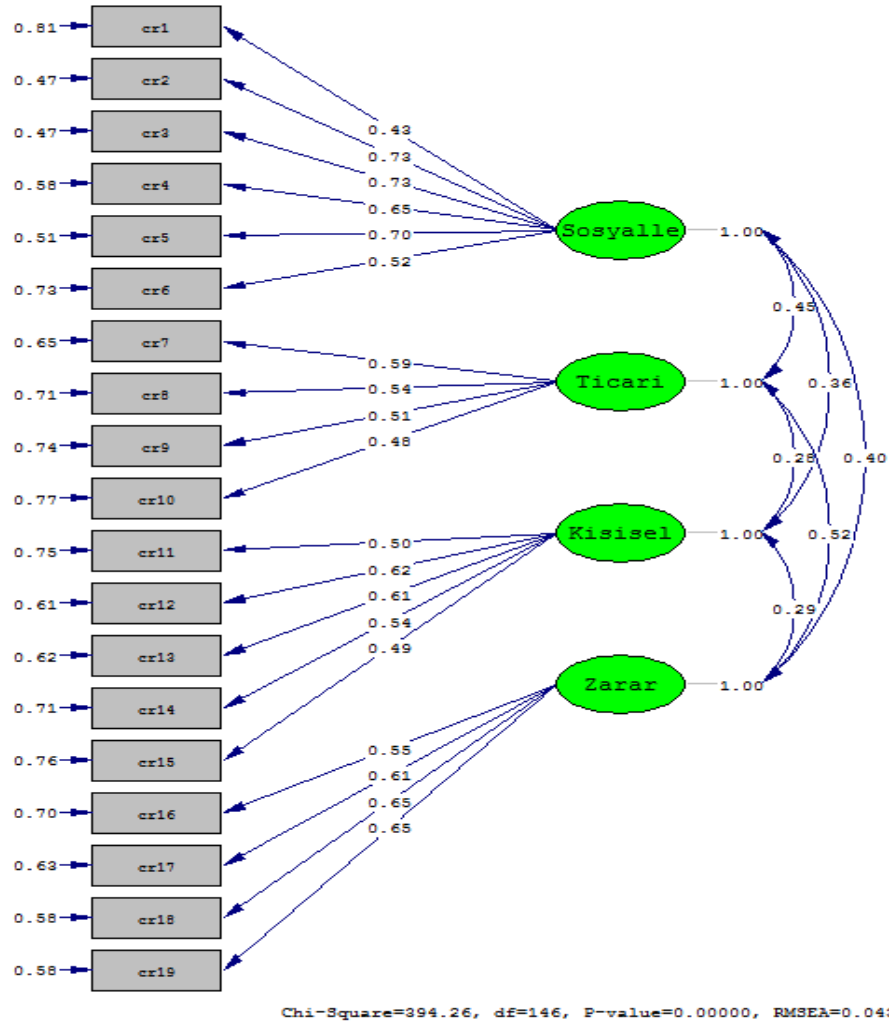 0.81 cr1
0.47 cr2
0.47 cr3 0.43
0.73
0.73
0.58 cr4
0.65
0.51 cr5 0.70 Sosyalle 1.00
0.52
0.73 cr6
0.45
0.65 cr7
0.59
0.71 cr8 0.54 Ticari 1.00 0.36
0.51
0.74 cr9 0.48
0.28 0.40
0.77 cr10
0.75 cr11 0.50 Kisisel 1.00 0.52
0.62
0.61 cr12 0.61
0.29
0.54
0.62 cr13 0.49
0.71 cr14 Zarar 1.00
0.76 cr15 0.55
0.61
0.70 cr16 0.65
0.65
0.63 cr17
0.58 cr18
0.58 cr19
Chi-Square=394.26, df=146, P-value=0.00000, RMSEA=0.04